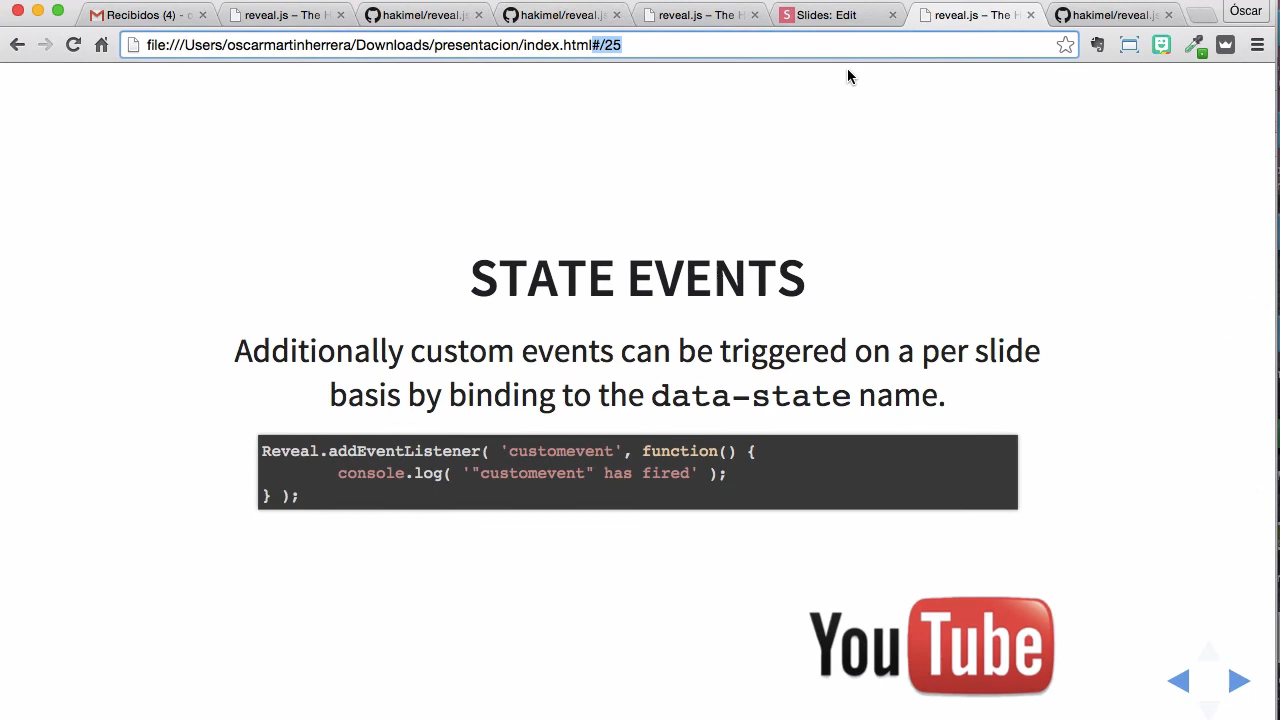 Recibidos (4) - o
reveal.js – The H
hakimel/reveal.js
hakimel/reveal.js
reveal.js – The H
Slides: Edit
reveal.js – The H
hakimel/reveal.js
Óscar
file:///Users/oscarmartinherrera/Downloads/presentacion/index.html#/25
STATE EVENTS
Additionally custom events can be triggered on a per slide
basis by binding to the data-state name.
Reveal.addEventListener( 'customevent', function() {
console.log( '"customevent" has fired' );
} );
YouTube